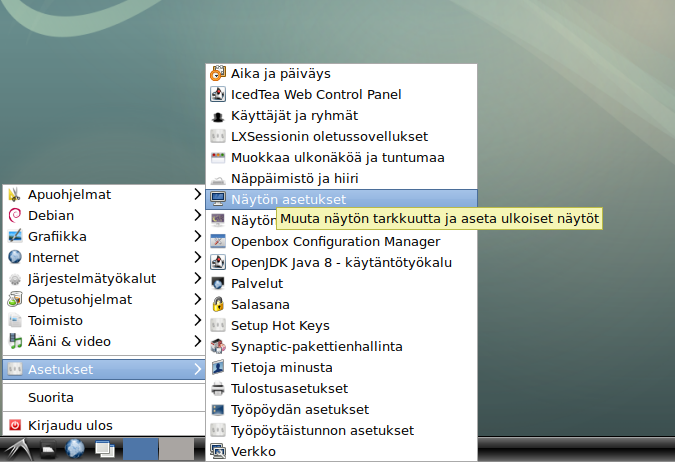 Aika ja päiväys
IcedTea Web Control Panel
Käyttäjät ja ryhmät
LXSessionin oletussovellukset
Muokkaa ulkonäköä ja tuntumaa
Näppäimistö ja hiiri
Näytön asetukset
Näytön
Muuta näytön tarkkuutta ja aseta ulkoiset näytöt
Openbox Configuration Manager
OpenJDK Java 8 - käytäntötyökalu
Palvelut
Salasana
Setup Hot Keys
Synaptic-pakettienhallinta
Tietoja minusta
Tulostusasetukset
Työpöydän asetukset
Työpöytäistunnon asetukset
Verkko
Apuohjelmat
Debian
Grafiikka
Internet
Järjestelmätyökalut
Opetusohjelmat
Toimisto
Ääni & video
Asetukset
Suorita
Kirjaudu ulos